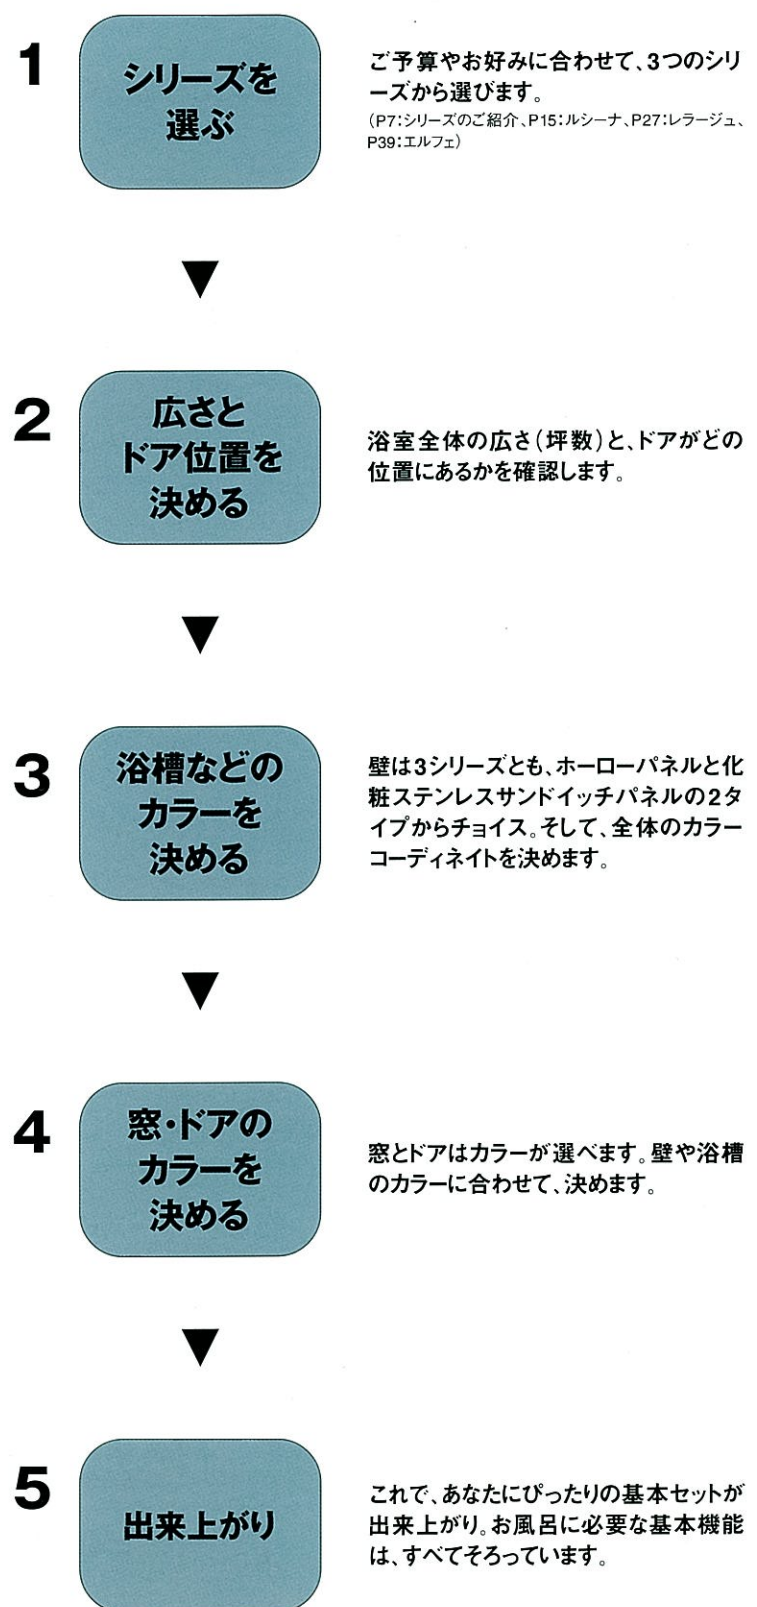 1
シリーズを
選ぶ
ご予算やお好みに合わせて、3つのシリ
ーズから選びます。
(P7:シリーズのご紹介、P15:ルシーナ、P27:レラージュ、
P39:エルフェ)
▼
2
広さと
ドア位置を
決める
浴室全体の広さ(坪数)と、ドアがどの
位置にあるかを確認します。
▼
3
浴槽などの
カラーを
決める
壁は3シリーズとも、ホーローパネルと化
粧ステンレスサンドイッチパネルの2タ
イプからチョイス。そして、全体のカラー
コーディネイトを決めます。
▼
4
窓・ドアの
カラーを
決める
窓とドアはカラーが選べます。壁や浴槽
のカラーに合わせて、決めます。
▼
5
出来上がり
これで、あなたにぴったりの基本セットが
出来上がり。お風呂に必要な基本機能
は、すべてそろっています。